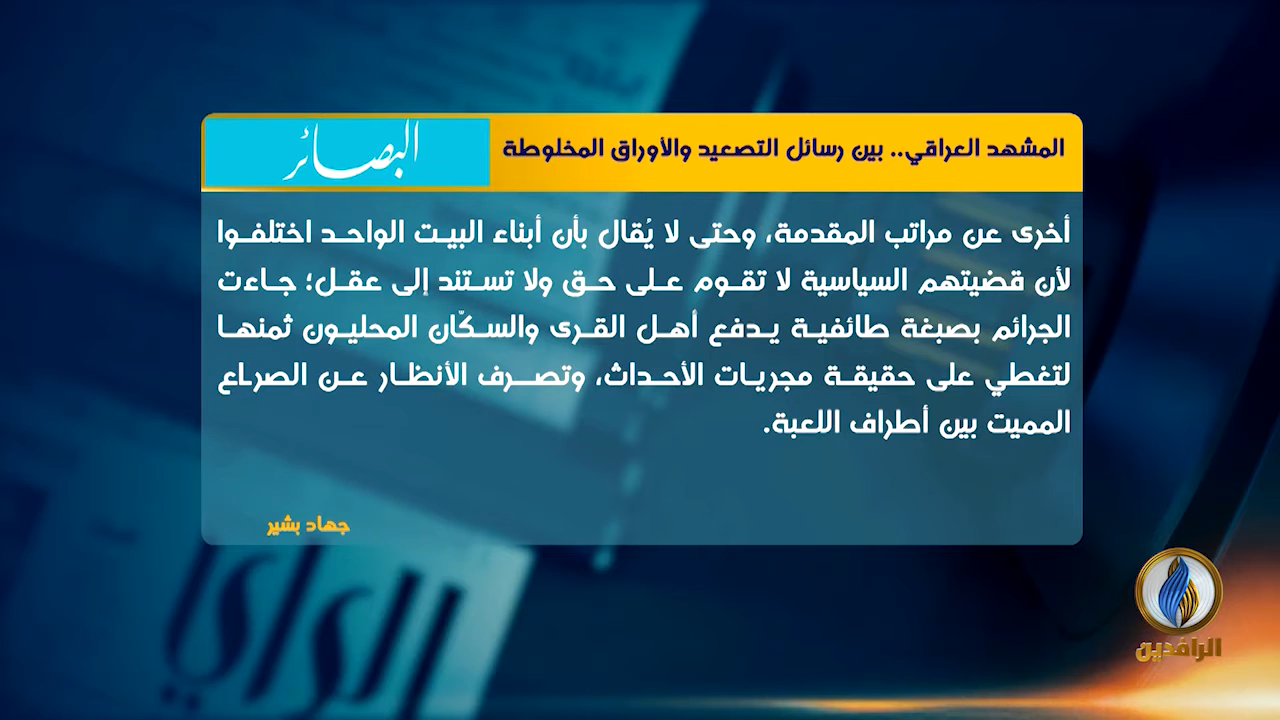 المشهد العراقي.. بين رسائل التصعيد والأوراق المخلوطة
البصائر
أخرى عن مراتب المقدمة، وحتى لا يُقال بأن أبناء البيت الواحد اختلفوا
لأن قضيتهم السياسية لا تقوم على حق ولا تستند إلى عقل؛ جاءت
الجرائم بصبغة طائفية يدفع أهل القرى والسكّان المحليون ثمنها
لتغطي على حقيقة مجريات الأحداث، وتصرف الأنظار عن الصراع
المميت بين أطراف اللعبة.
جهاد بشير
الرأي
الرافدين